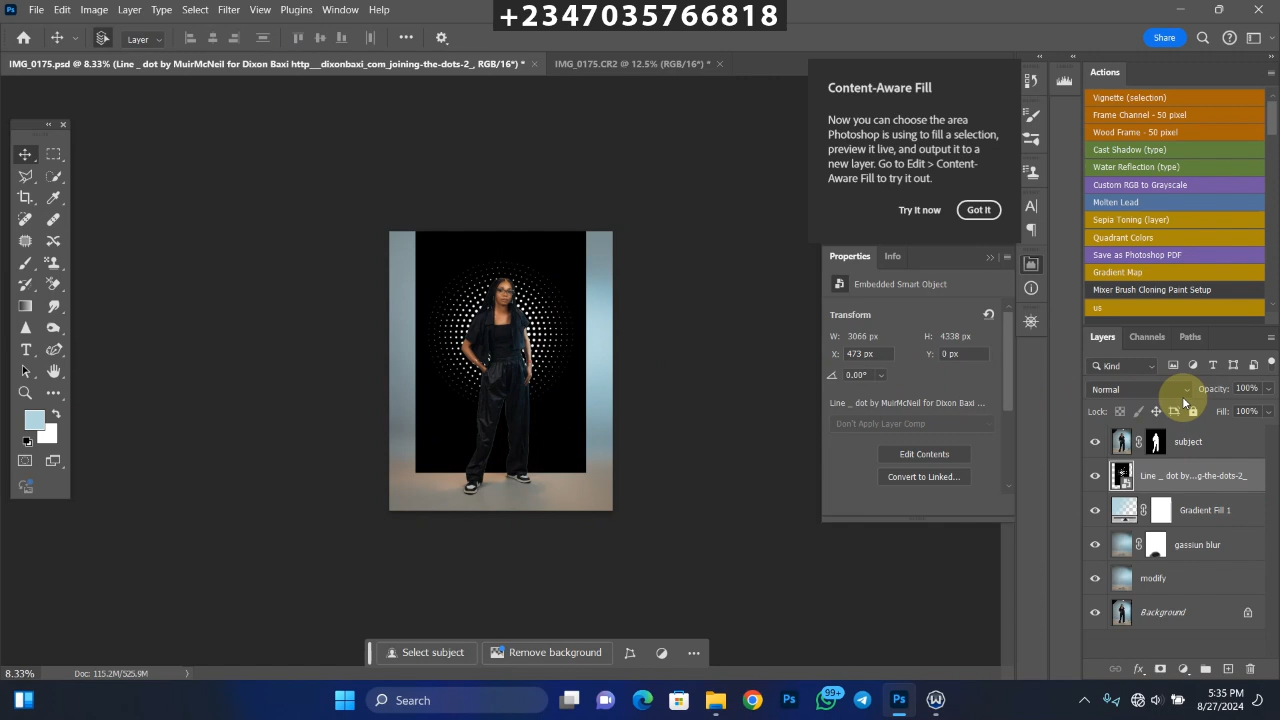 Ps File Edit Image Layer Type Select Filter View Plugins Window Help
+2347035766818
Layer
Share
IMG_0175.psd @ 8.33% (Line _ dot by MuirMcNeil for Dixon Baxi http___dixonbaxi_com_joining-the-dots-2_, RGB/16*) *
IMG_0175.CR2 @ 12.5% (RGB/16*) *
Content-Aware Fill
Now you can choose the area
Photoshop is using to fill a selection,
preview it live, and output it to a
new layer. Go to Edit > Content-
Aware Fill to try it out.
Try it now
Got it
Properties
Info
Embedded Smart Object
Transform
W: 3066 px
H: 4338 px
X: 473 px
Y: 0 px
0.00°
Line _ dot by MuirMcNeil for Dixon Baxi ...
Don't Apply Layer Comp
Edit Contents
Convert to Linked...
Actions
Vignette (selection)
Frame Channel - 50 pixel
Wood Frame - 50 pixel
Cast Shadow (type)
Water Reflection (type)
Custom RGB to Grayscale
Molten Lead
Sepia Toning (layer)
Quadrant Colors
Save as Photoshop PDF
Gradient Map
Mixer Brush Cloning Paint Setup
us
Layers
Channels
Paths
Kind
Normal
Opacity: 100%
Lock:
Fill: 100%
subject
Line _ dot by...g-the-dots-2_
Gradient Fill 1
gassiun blur
modify
Background
Select subject
Remove background
8.33%
Doc: 115.2M/525.9M
Search
99+
5:35 PM
8/27/2024